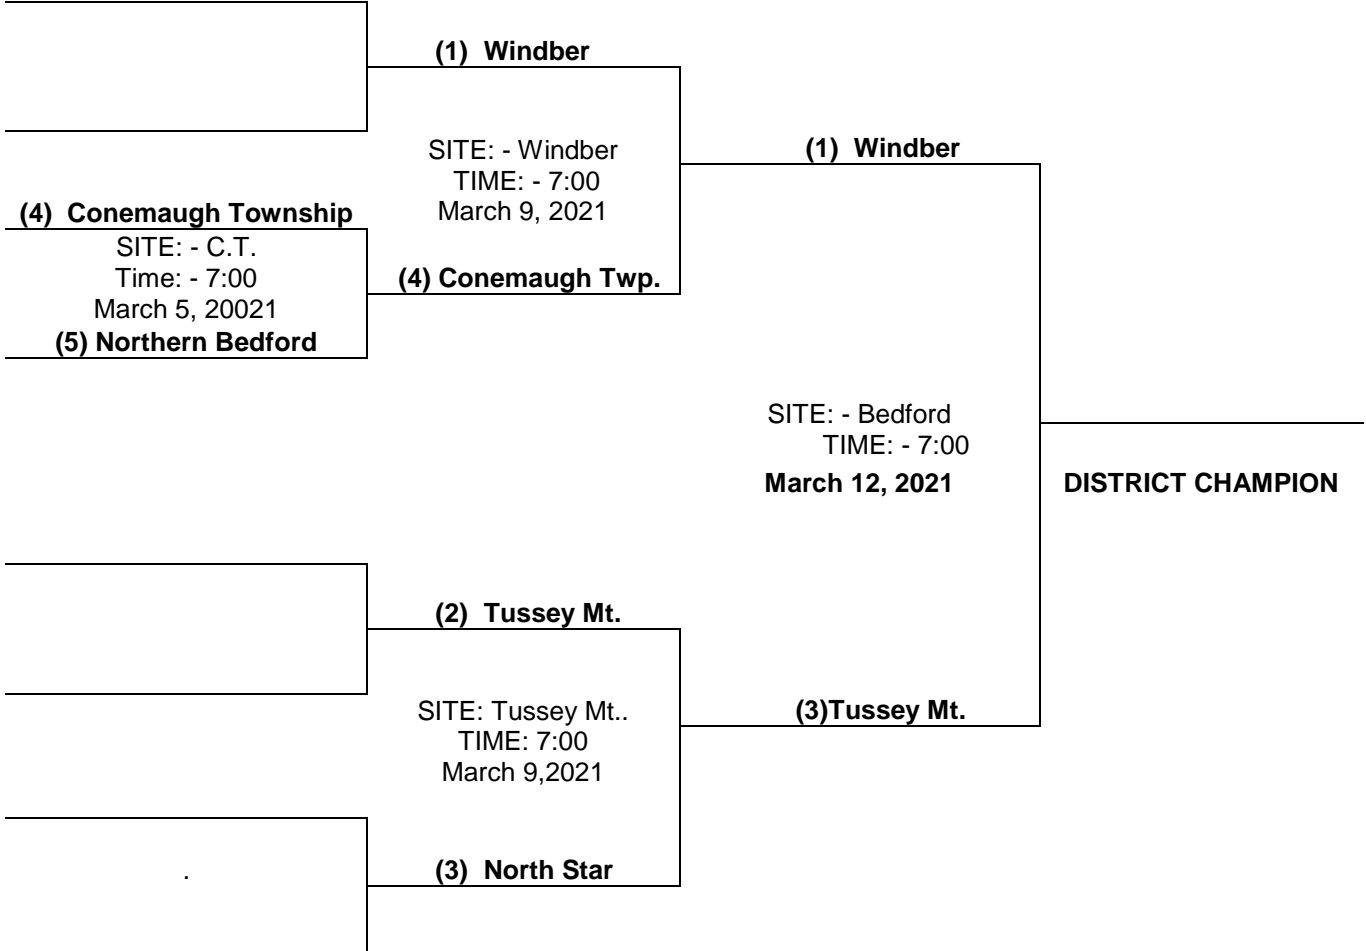 (1)  Windber
SITE: - Windber
TIME: - 7:00
March 9, 2021
(1)  Windber
(4)  Conemaugh Township
SITE: - C.T.
Time: - 7:00
March 5, 20021
(5) Northern Bedford
(4) Conemaugh Twp.
SITE: - Bedford
TIME: - 7:00
March 12, 2021
DISTRICT CHAMPION
(2)  Tussey Mt.
SITE: Tussey Mt..
TIME: 7:00
March 9,2021
(3)Tussey Mt.
.
(3)  North Star